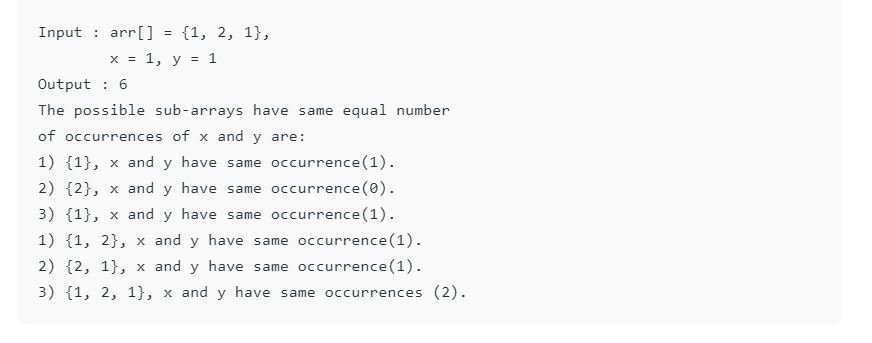 Input : arr[] = {1, 2, 1},
x = 1, y = 1
Output : 6
The possible sub-arrays have same equal number
of occurrences of x and y are:
1) {1}, x and y have same occurrence(1).
2) {2}, x and y have same occurrence(0).
3) {1}, x and y have same occurrence(1).
1) {1, 2}, x and y have same occurrence(1).
2) {2, 1}, x and y have same occurrence(1).
3) {1, 2, 1}, x and y have same occurrences (2).